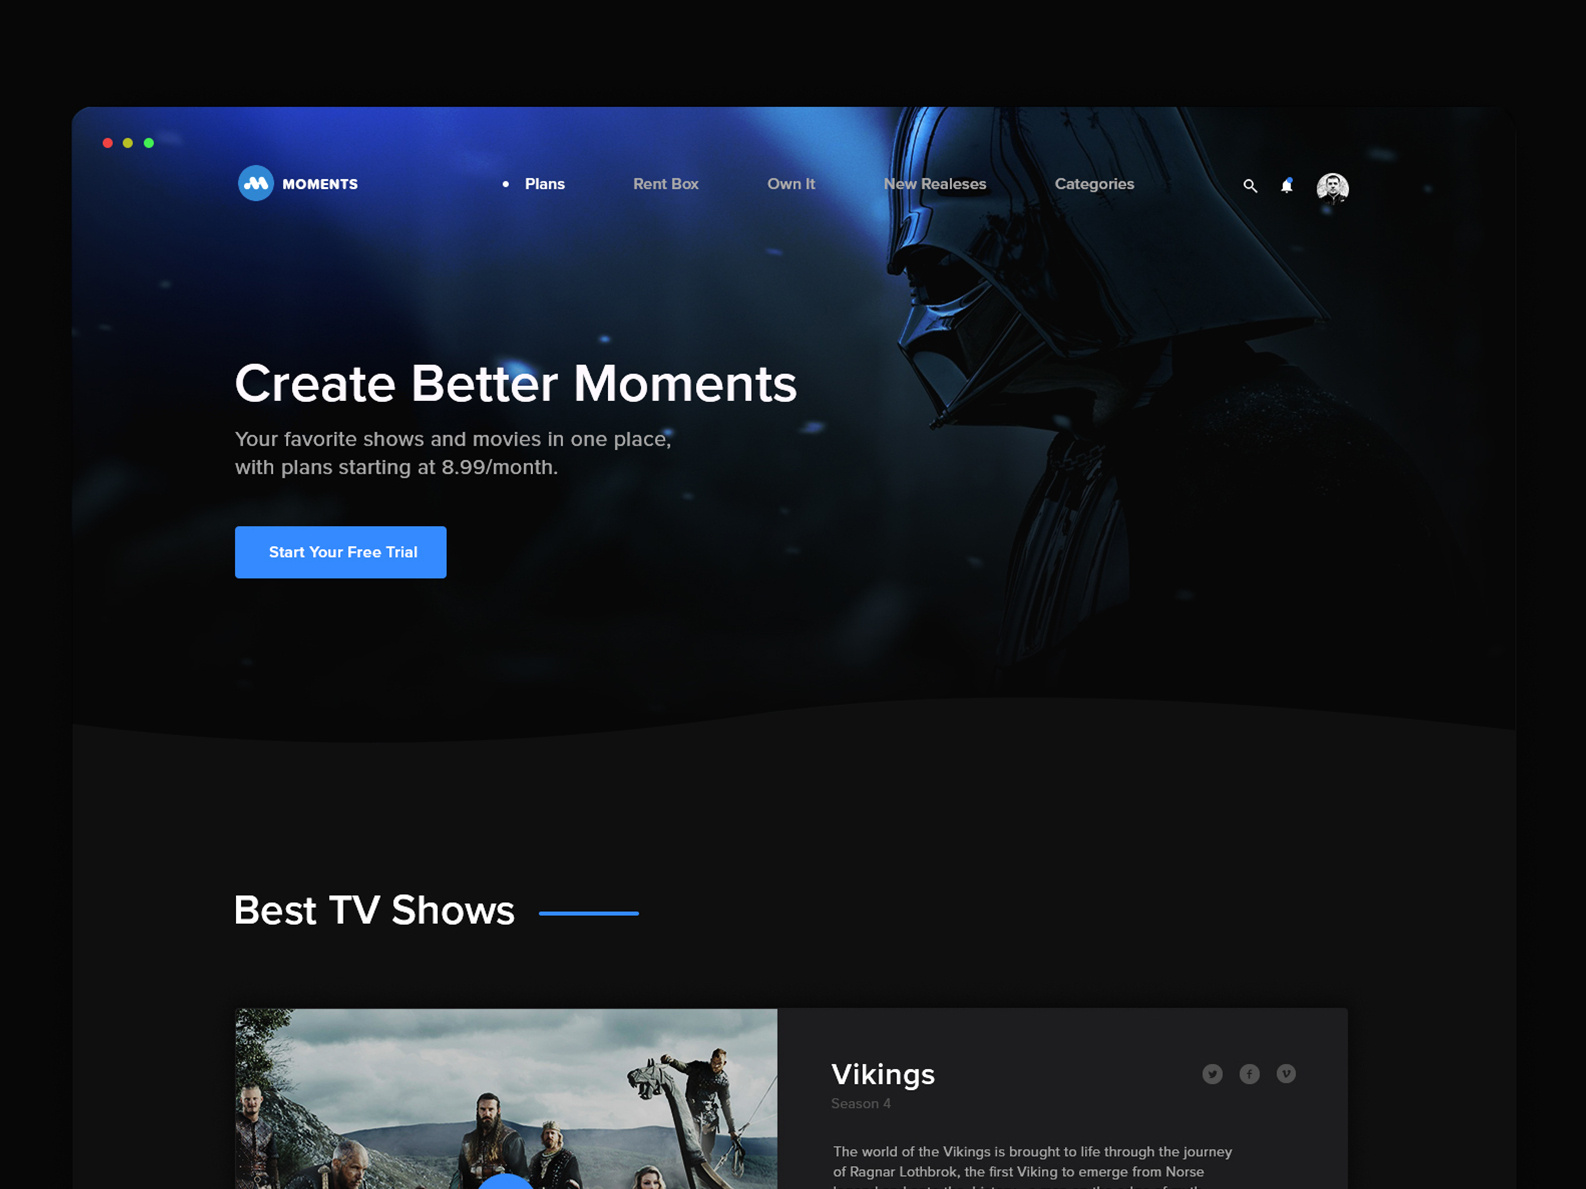 MOMENTS
Plans
Rent Box
Own It
New Realeses
Categories
Create Better Moments
Your favorite shows and movies in one place,
with plans starting at 8.99/month.
Start Your Free Trial
Best TV Shows
Vikings
Season 4
The world of the Vikings is brought to life through the journey
of Ragnar Lothbrok, the first Viking to emerge from Norse